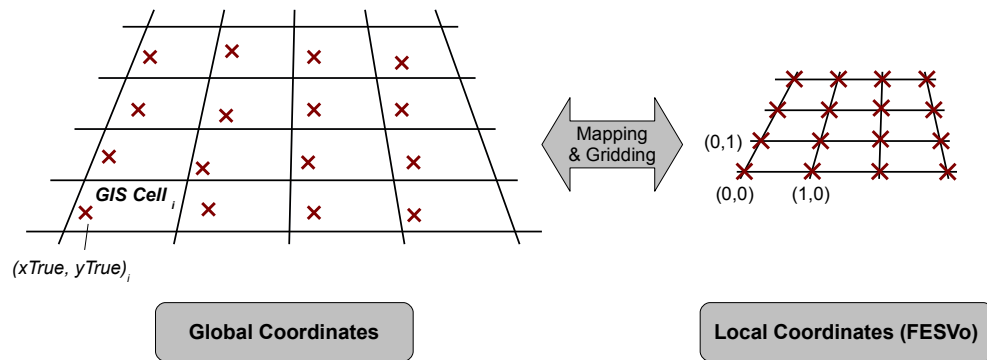 Mapping
& Gridding
(0,1)
GIS Cell i
(0,0) (1,0)
(xTrue, yTrue)i
Global Coordinates
Local Coordinates (FESVo)